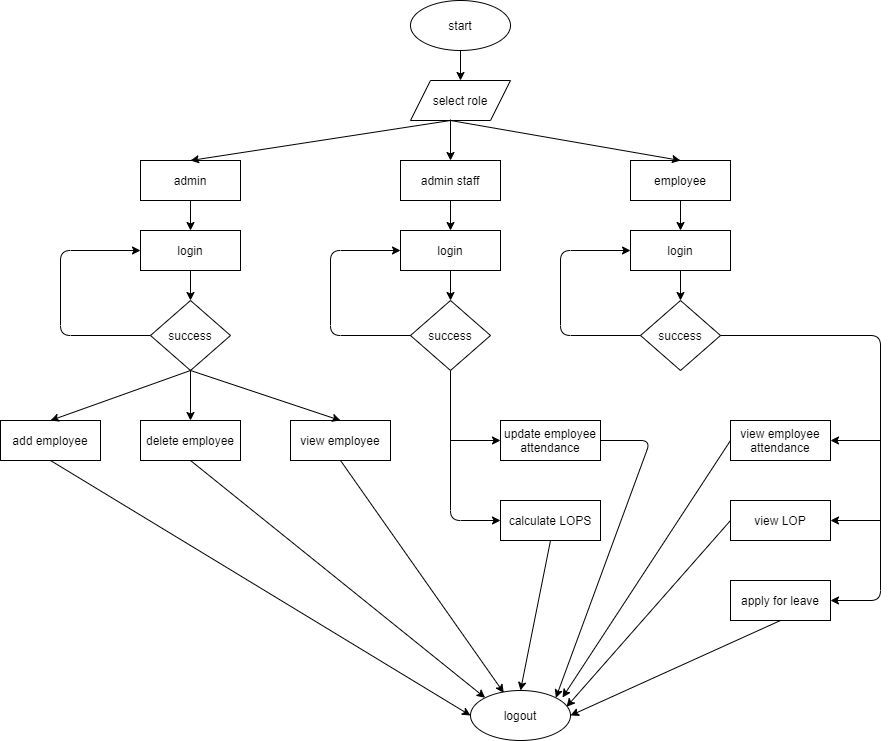 start
select role
admin
admin staff
employee
login
login
login
success
success
success
add employee
delete employee
view employee
update employee
attendance
view employee
attendance
calculate LOPS
view LOP
apply for leave
logout